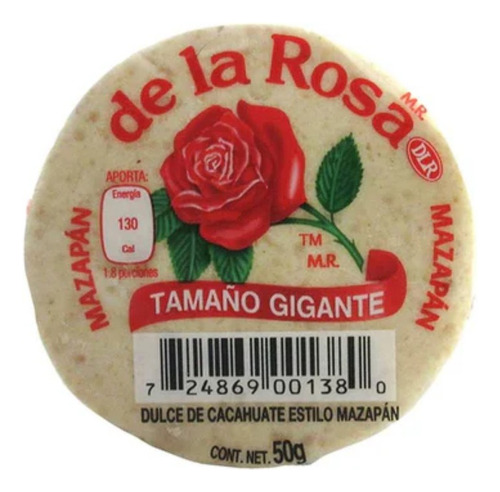 de la Rosa
M.R.
DLR
APORTA:
Energía
130
Cal
1.8 porciones
MAZAPÁN
MAZAPÁN
TM
M.R.
TAMAÑO GIGANTE
7 24869 00138 0
DULCE DE CACAHUATE ESTILO MAZAPÁN
CONT. NET. 50g